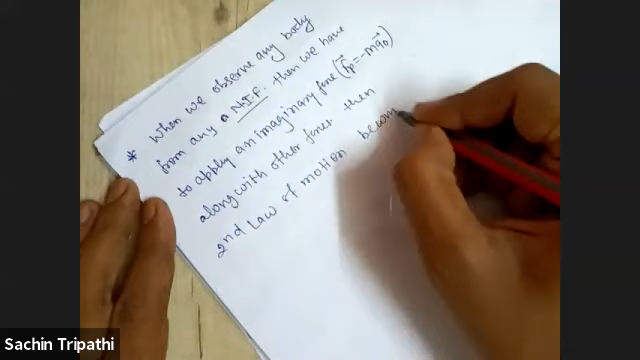 * When we observe any body
from any a N.I.F. then we have
to apply an imaginary force (F⃗p = -ma⃗0)
along with other forces then
2nd Law of motion becom
Sachin Tripathi